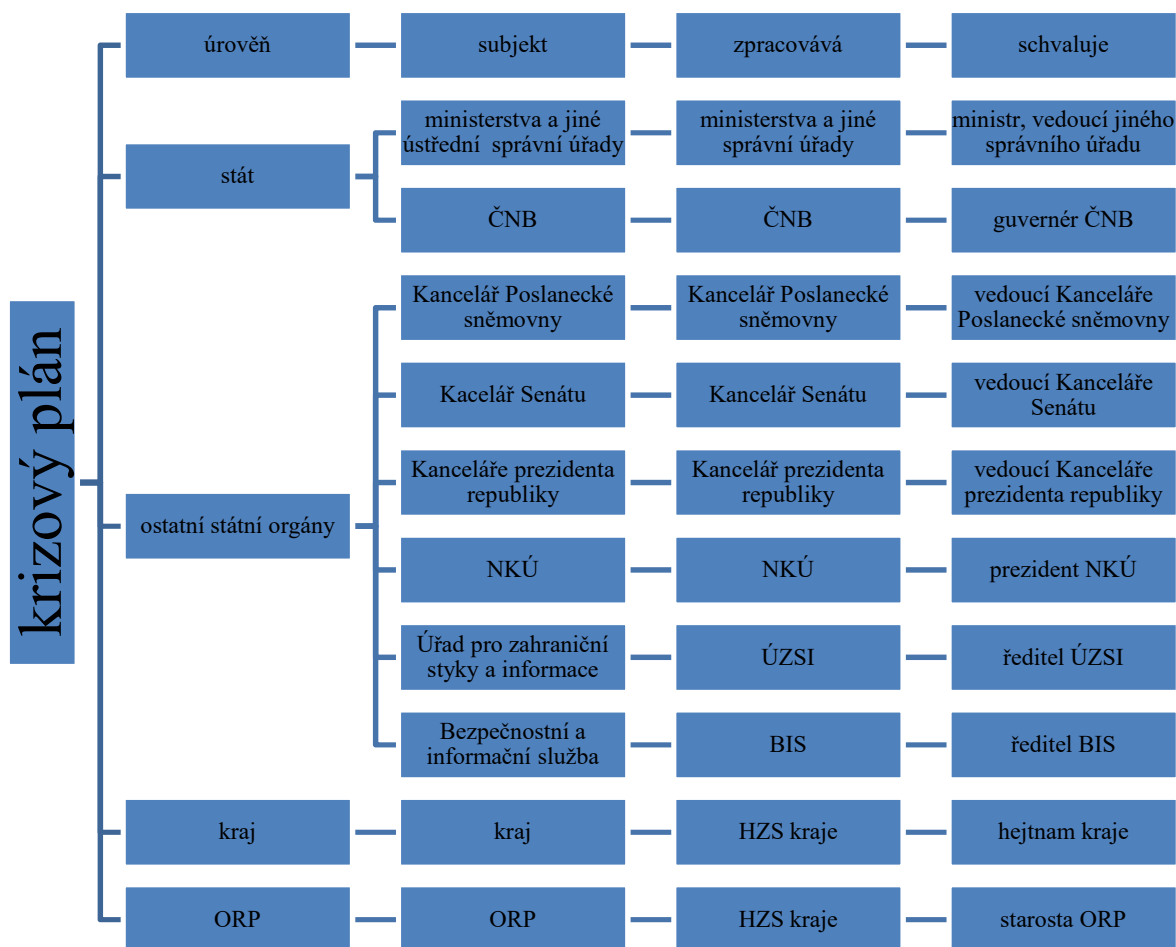 krizový plán
úrověň
subjekt
zpracovává
schvaluje
stát
ministerstva a jiné
ústřední správní úřady
ministerstva a jiné
správní úřady
ministr, vedoucí jiného
správního úřadu
ČNB
ČNB
guvernér ČNB
ostatní státní orgány
Kancelář Poslanecké
sněmovny
Kancelář Poslanecké
sněmovny
vedoucí Kanceláře
Poslanecké sněmovny
Kacelář Senátu
Kancelář Senátu
vedoucí Kanceláře
Senátu
Kanceláře prezidenta
republiky
Kancelář prezidenta
republiky
vedoucí Kanceláře
prezidenta republiky
NKÚ
NKÚ
prezident NKÚ
Úřad pro zahraniční
styky a informace
ÚZSI
ředitel ÚZSI
Bezpečnostní a
informační služba
BIS
ředitel BIS
kraj
kraj
HZS kraje
hejtnam kraje
ORP
ORP
HZS kraje
starosta ORP